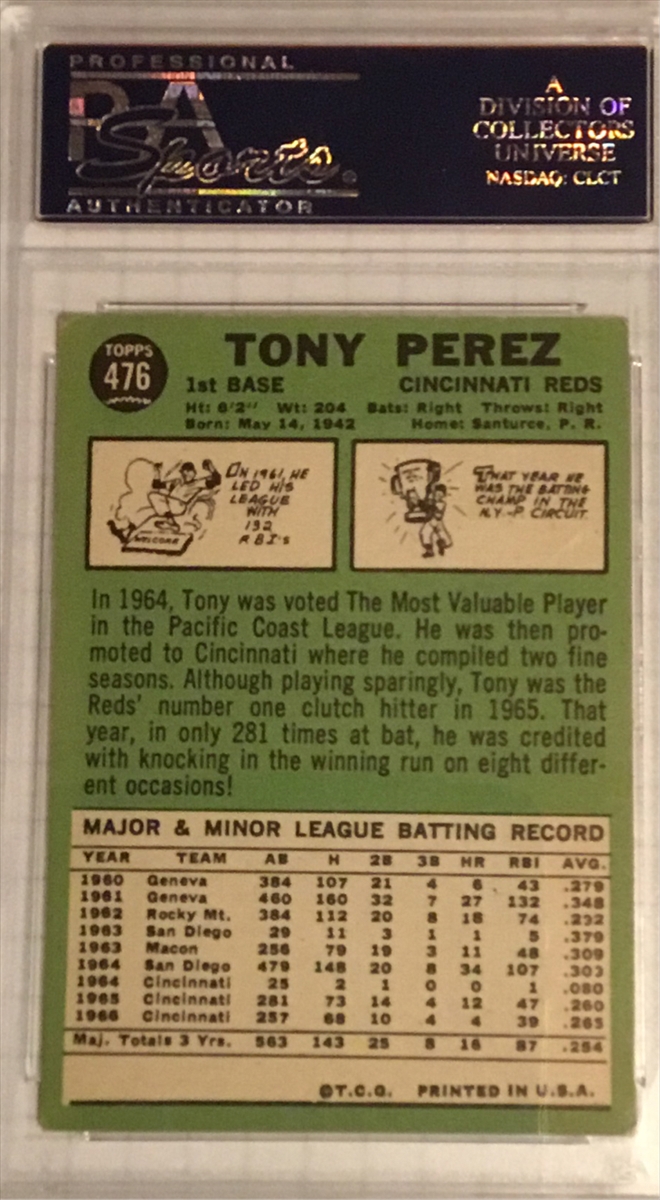 PROFESSIONAL
PSA
Sports
AUTHENTICATOR
A
DIVISION OF
COLLECTORS
UNIVERSE
NASDAQ: CLCT
TOPPS
476
TONY PEREZ
1st BASE CINCINNATI REDS
Ht: 6'2" Wt: 204 Bats: Right Throws: Right
Born: May 14, 1942 Home: Santurce, P. R.
ON 1961, HE
LED HIS
LEAGUE
WITH
132
RBI's
WELCOME
THAT YEAR HE
WAS THE BATTING
CHAMP IN THE
N.Y.-P CIRCUIT.
In 1964, Tony was voted The Most Valuable Player
in the Pacific Coast League. He was then pro-
moted to Cincinnati where he compiled two fine
seasons. Although playing sparingly, Tony was the
Reds' number one clutch hitter in 1965. That
year, in only 281 times at bat, he was credited
with knocking in the winning run on eight differ-
ent occasions!
MAJOR & MINOR LEAGUE BATTING RECORD
YEAR TEAM AB H 2B 3B HR RBI AVG.
1960 Geneva 384 107 21 4 6 43 .279
1961 Geneva 460 160 32 7 27 132 .348
1962 Rocky Mt. 384 112 20 8 18 74 .292
1963 San Diego 29 11 3 1 1 5 .379
1963 Macon 256 79 19 3 11 48 .309
1964 San Diego 479 148 20 8 34 107 .303
1964 Cincinnati 25 2 1 0 0 1 .080
1965 Cincinnati 281 73 14 4 12 47 .260
1966 Cincinnati 257 68 10 4 4 39 .265
Maj. Totals 3 Yrs. 563 143 25 8 16 87 .254
©T.C.G. PRINTED IN U.S.A.